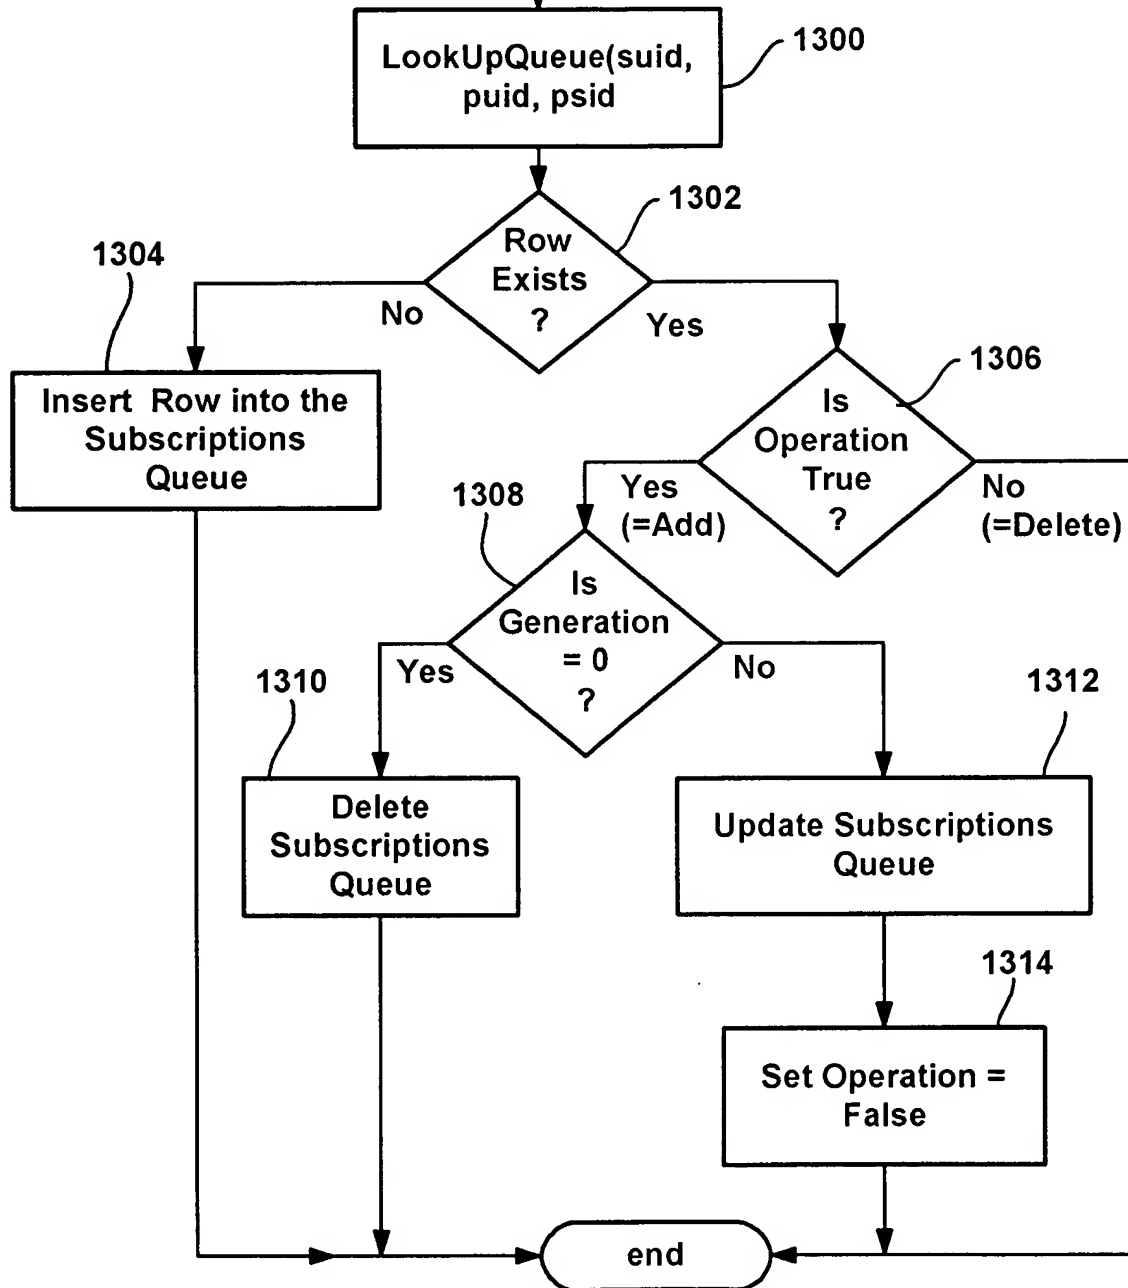 1300
LookUpQueue(suid,
puid, psid
1302
Row
Exists
?
1304
No
Yes
1306
Insert Row into the
Subscriptions
Queue
Is
Operation
True
?
Yes
(=Add)
No
(=Delete)
1308
Is
Generation
= 0
?
Yes
No
1310
1312
Delete
Subscriptions
Queue
Update Subscriptions
Queue
1314
Set Operation =
False
end